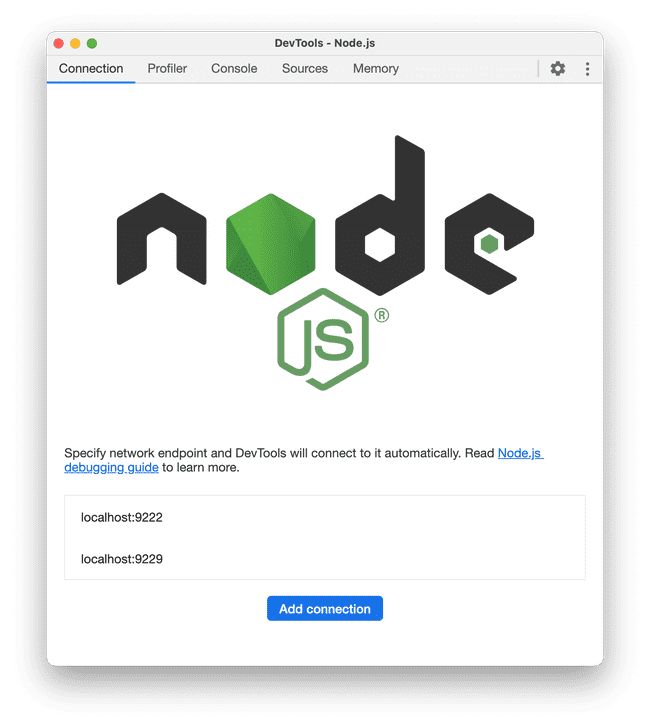 DevTools - Node.js
Connection Profiler Console Sources Memory
node
JS ®
Specify network endpoint and DevTools will connect to it automatically. Read Node.js
debugging guide to learn more.
localhost:9222
localhost:9229
Add connection